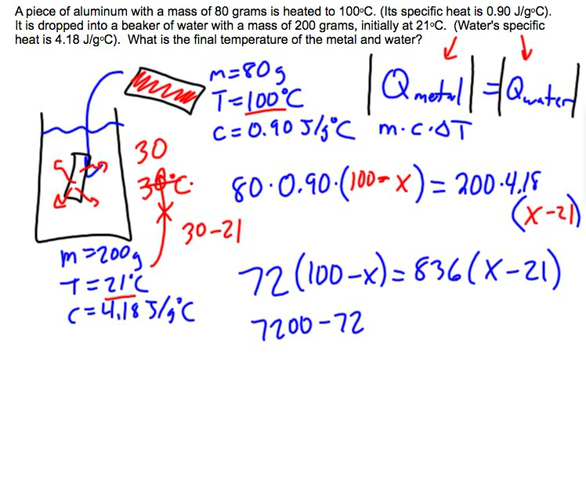 A piece of aluminum with a mass of 80 grams is heated to 100°C. (Its specific heat is 0.90 J/g°C).
It is dropped into a beaker of water with a mass of 200 grams, initially at 21°C. (Water's specific
heat is 4.18 J/g°C). What is the final temperature of the metal and water?
m=80g
T=100°C
C=0.90 J/g°C
|Qmetal|=|Qwater|
m·C·ΔT
30
30-21
m=200g
T=21°C
C=4.18 J/g°C
80·0.90·(100-x)=200·4.18
(x-21)
72(100-x)=836(x-21)
7200-72